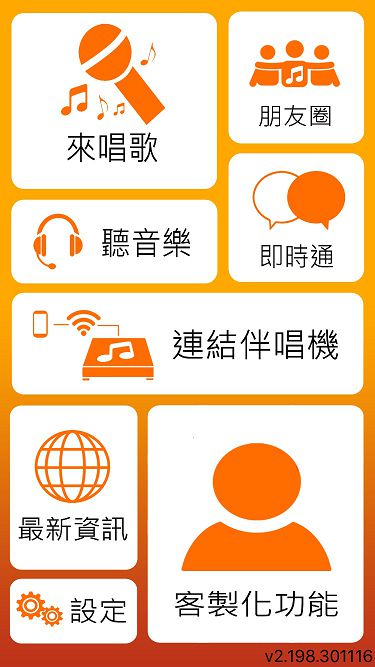 來唱歌
朋友圈
聽音樂
即時通
連結伴唱機
最新資訊
客製化功能
設定
v2.198.301116